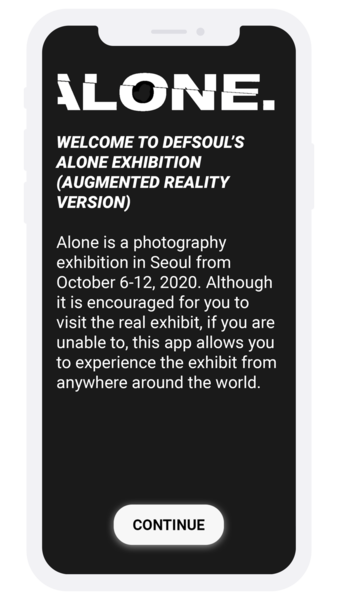 ALONE.
WELCOME TO DEFSOUL'S
ALONE EXHIBITION
(AUGMENTED REALITY
VERSION)
Alone is a photography
exhibition in Seoul from
October 6-12, 2020. Although
it is encouraged for you to
visit the real exhibit, if you are
unable to, this app allows you
to experience the exhibit from
anywhere around the world.
CONTINUE